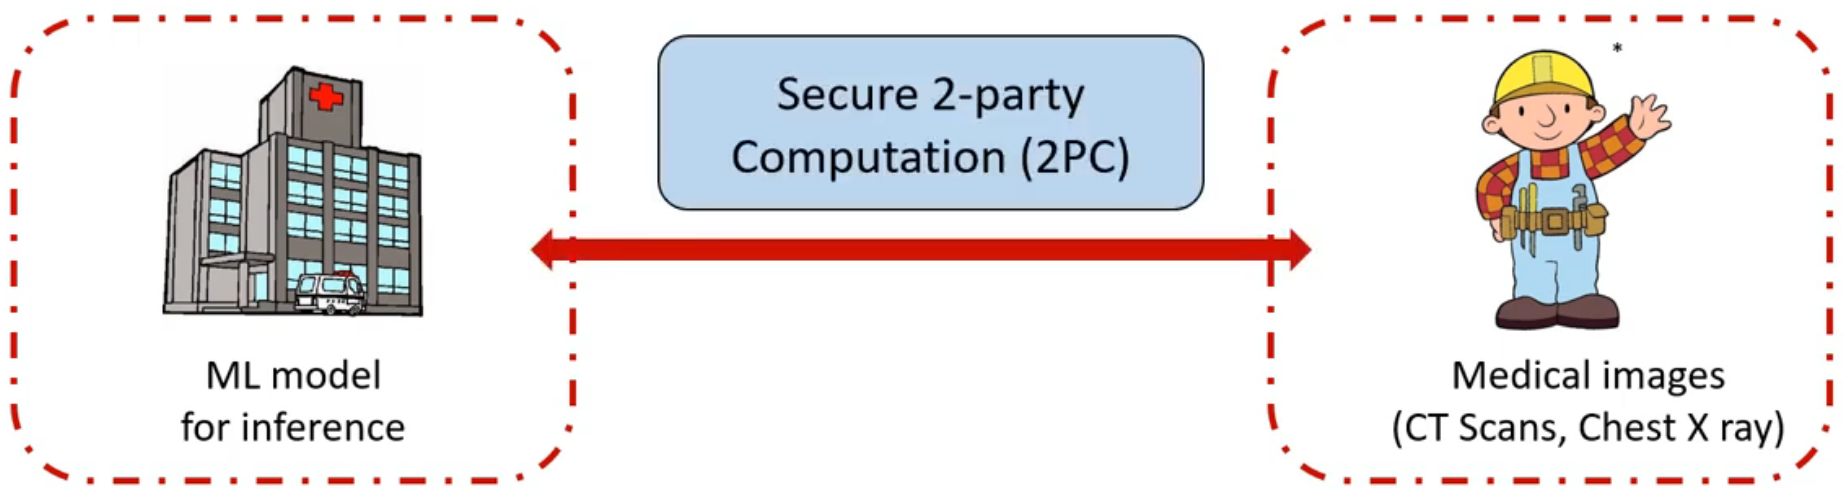 Secure 2-party
Computation (2PC)
*
ML model
for inference
Medical images
(CT Scans, Chest X ray)